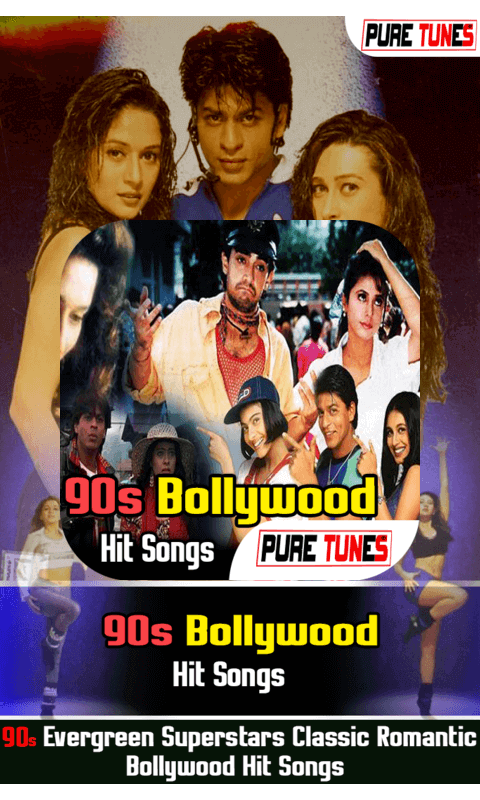 PURE TUNES
90s Bollywood
Hit Songs
PURE TUNES
90s Bollywood
Hit Songs
90s Evergreen Superstars Classic Romantic
Bollywood Hit Songs